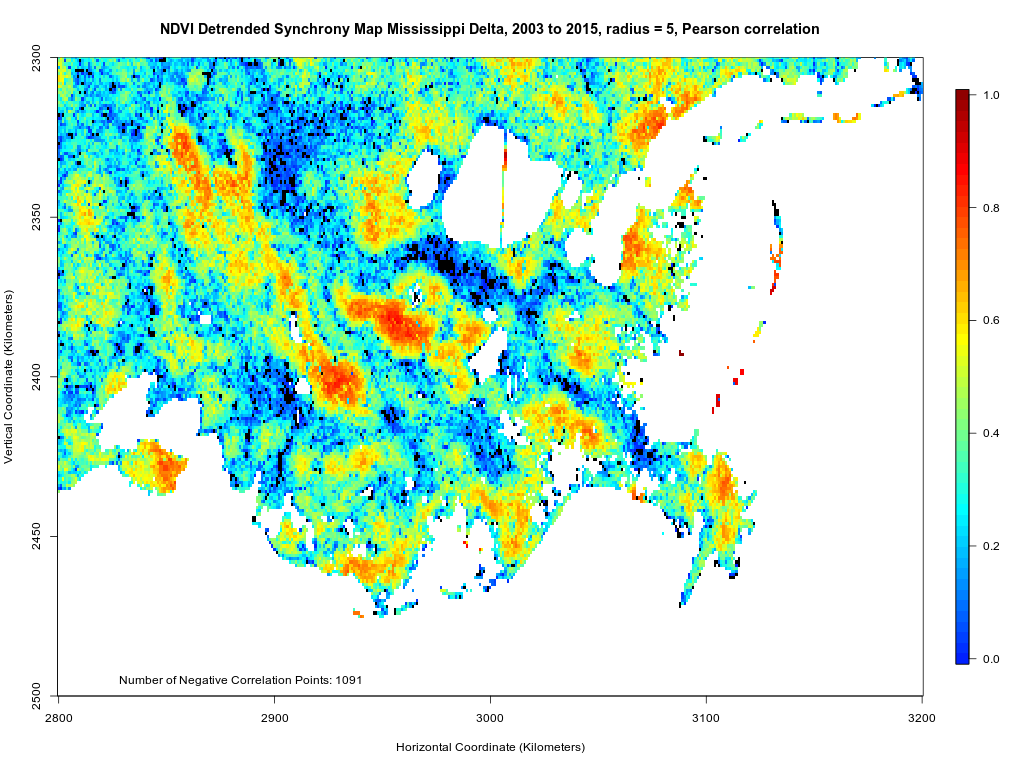 NDVI Detrended Synchrony Map Mississippi Delta, 2003 to 2015, radius = 5, Pearson correlation
2300
2350
2400
2450
2500
Vertical Coordinate (Kilometers)
1.0
0.8
0.6
0.4
0.2
0.0
Number of Negative Correlation Points: 1091
2800 2900 3000 3100 3200
Horizontal Coordinate (Kilometers)